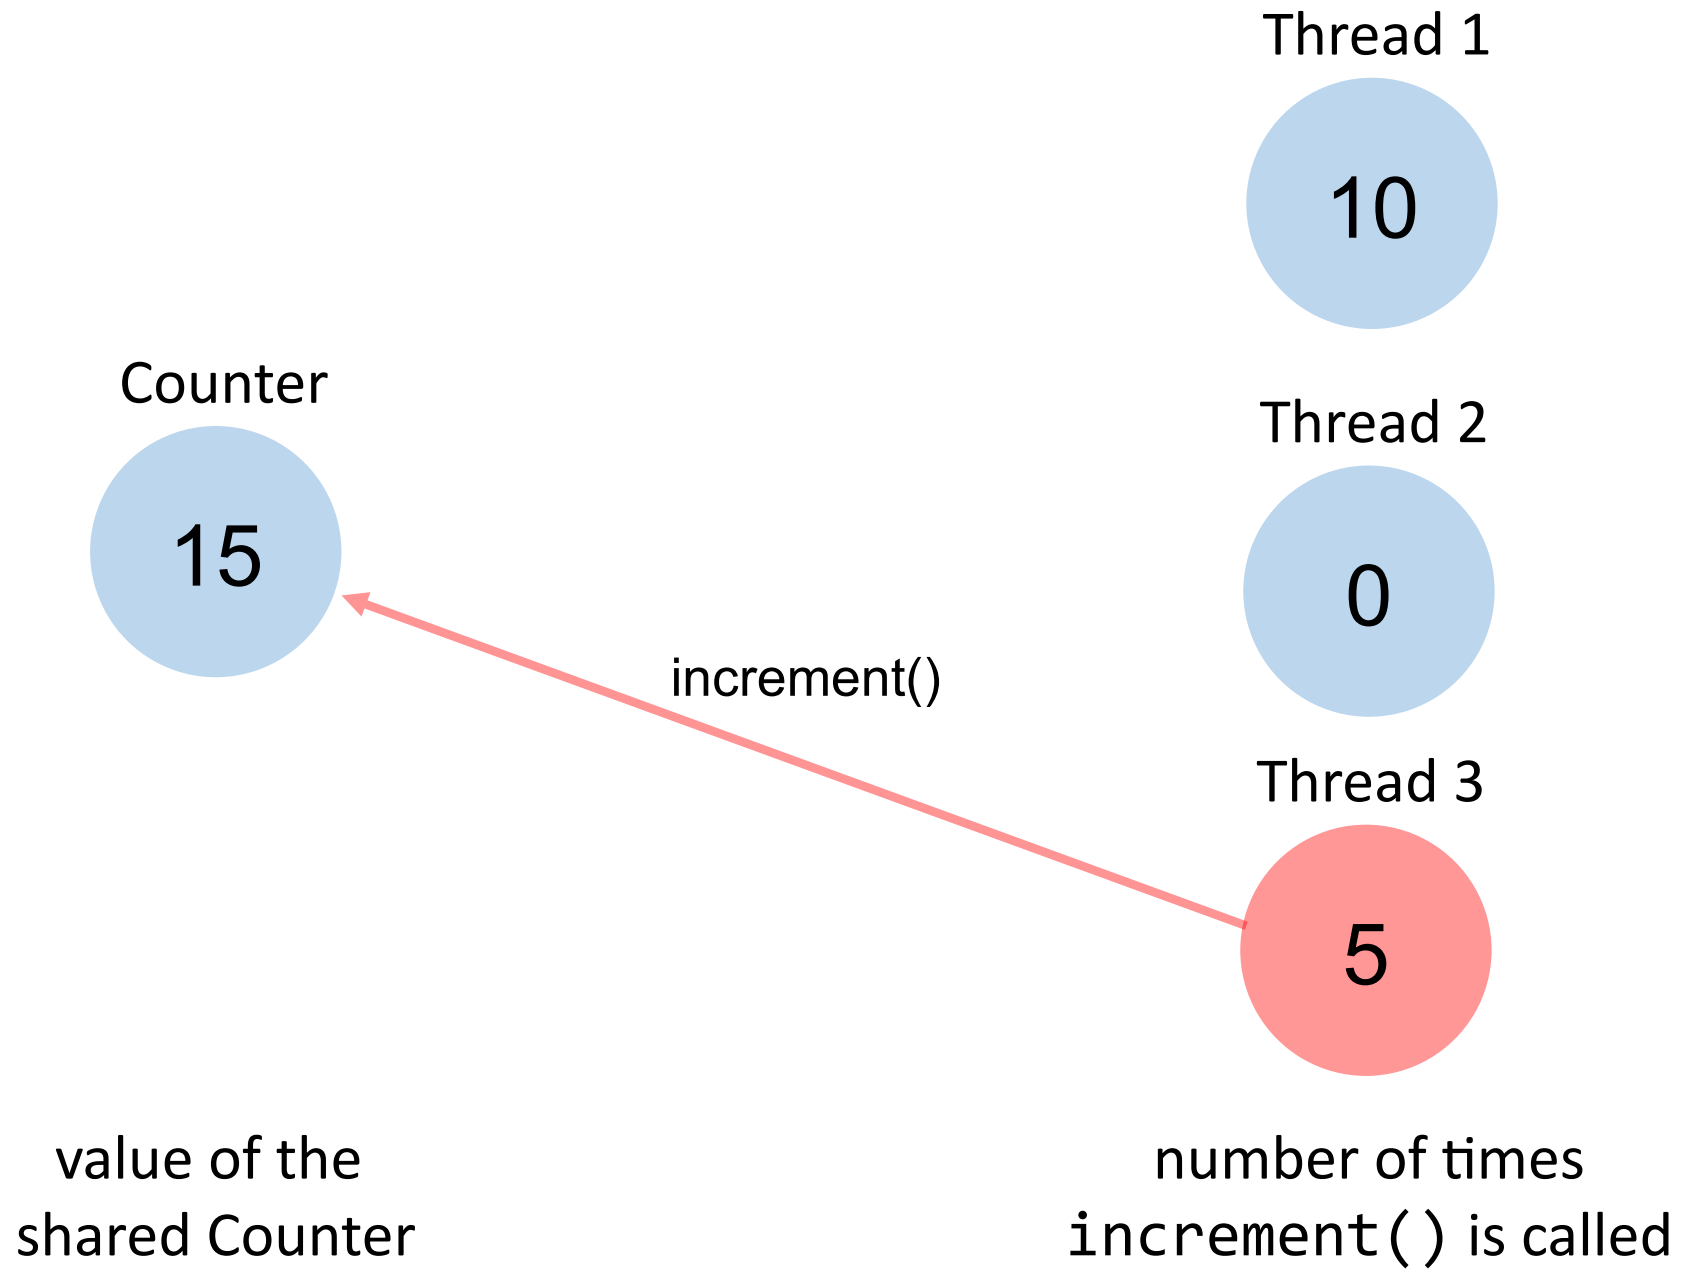 Thread 1
10
Counter
15
Thread 2
0
increment()
Thread 3
5
value of the
shared Counter
number of times
increment() is called